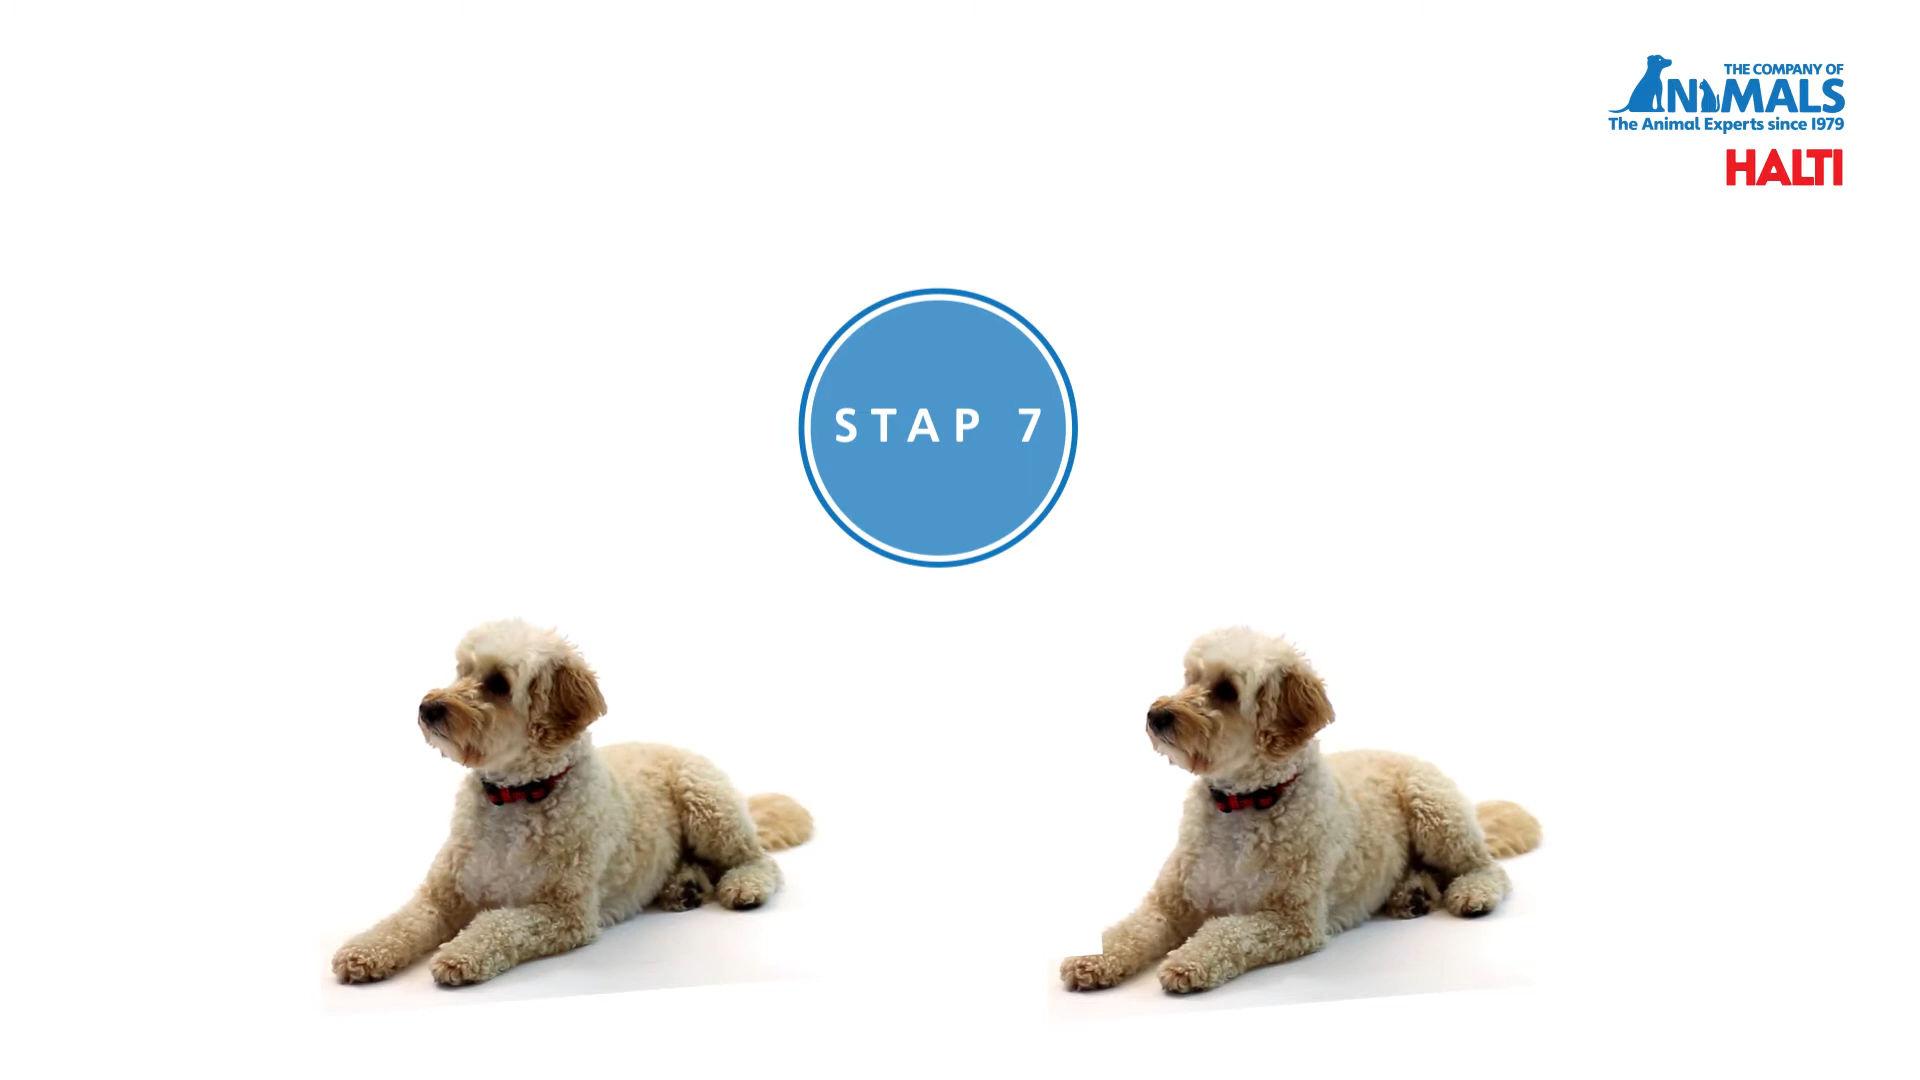 THE COMPANY OF
ANIMALS
The Animal Experts since 1979
HALTI
STAP 7